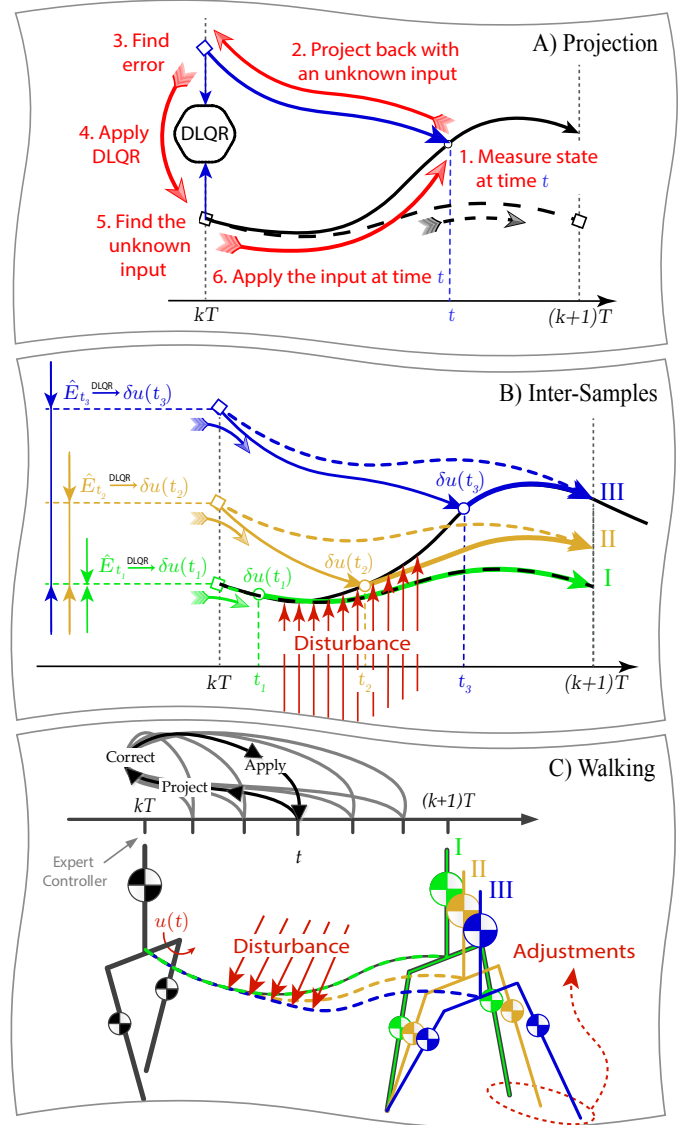 A) Projection
3. Find
error
2. Project back with
an unknown input
DLQR
4. Apply
DLQR
1. Measure state
at time t
5. Find the
unknown
input
6. Apply the input at time t
kT
t
(k+1)T
B) Inter-Samples
Ê_{t_3} \xrightarrow{DLQR} δu(t_3)
δu(t_3)
III
Ê_{t_2} \xrightarrow{DLQR} δu(t_2)
δu(t_2)
II
Ê_{t_1} \xrightarrow{DLQR} δu(t_1)
δu(t_1)
I
Disturbance
kT
t_1
t_2
t_3
(k+1)T
C) Walking
Correct
Apply
Project
kT
(k+1)T
t
Expert
Controller
I
II
III
u(t)
Disturbance
Adjustments